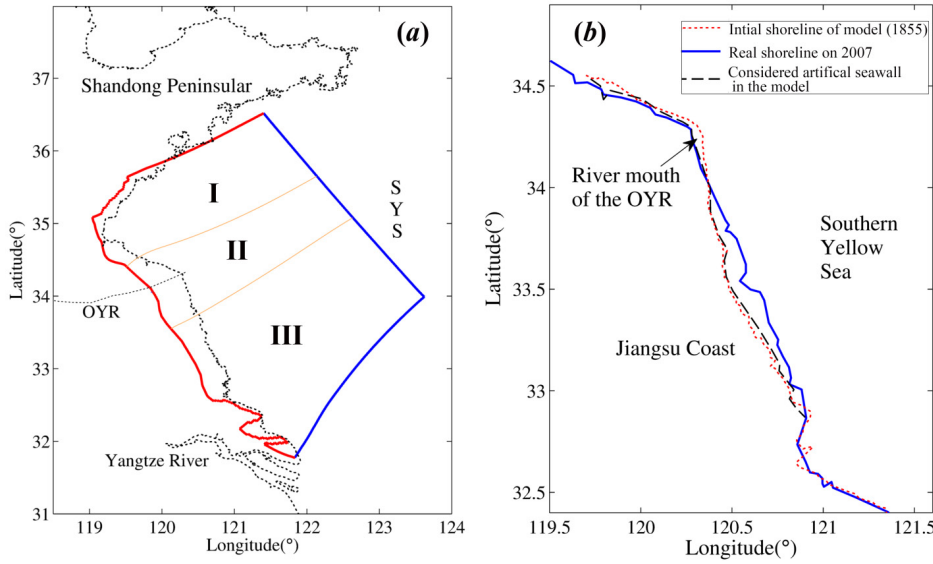 (a)
37
36
35
34
33
32
31
Latitude(°)
Shandong Peninsular
I
II
III
S
Y
S
OYR
Yangtze River
119
120
121
122
123
124
Longitude(°)
(b)
Intial shoreline of model (1855)
Real shoreline on 2007
Considered artifical seawall
in the model
34.5
34
33.5
33
32.5
Latitude(°)
River mouth
of the OYR
Southern
Yellow
Sea
Jiangsu Coast
119.5
120
120.5
121
121.5
Longitude(°)